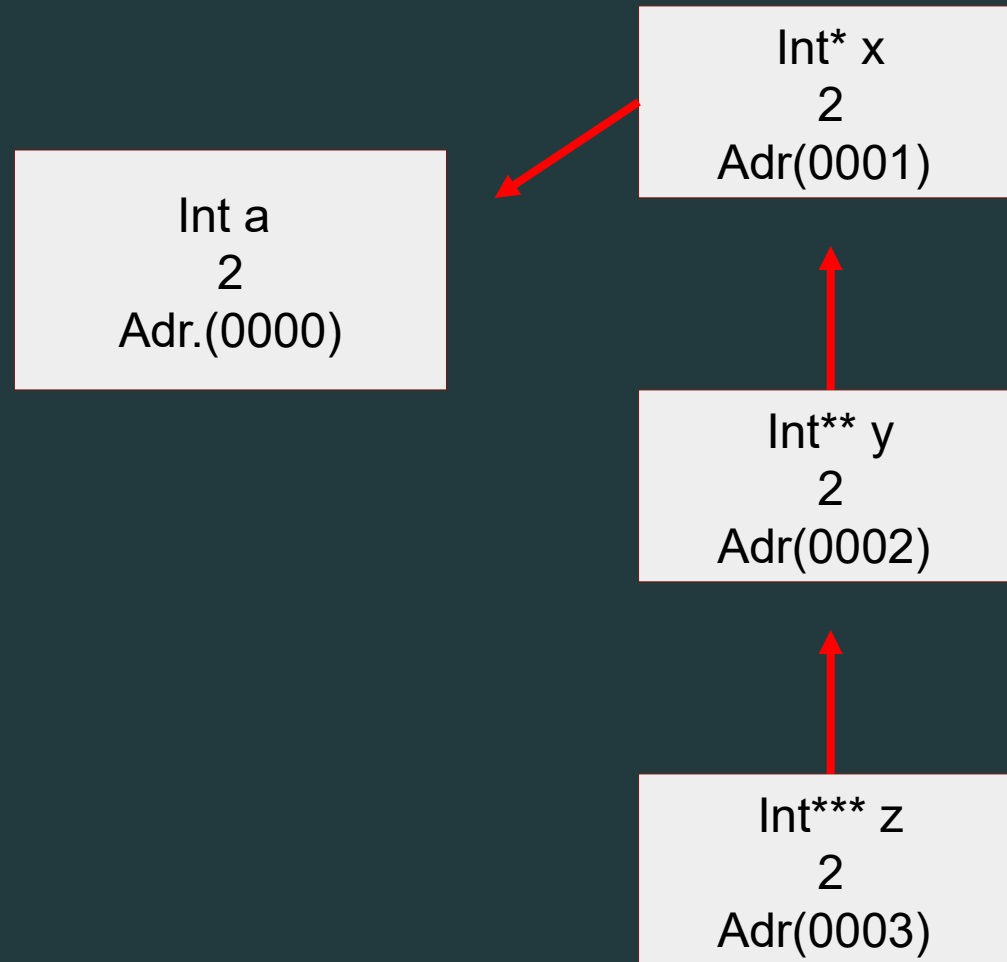 Int* x
2
Adr(0001)
Int a
2
Adr.(0000)
Int** y
2
Adr(0002)
Int*** z
2
Adr(0003)